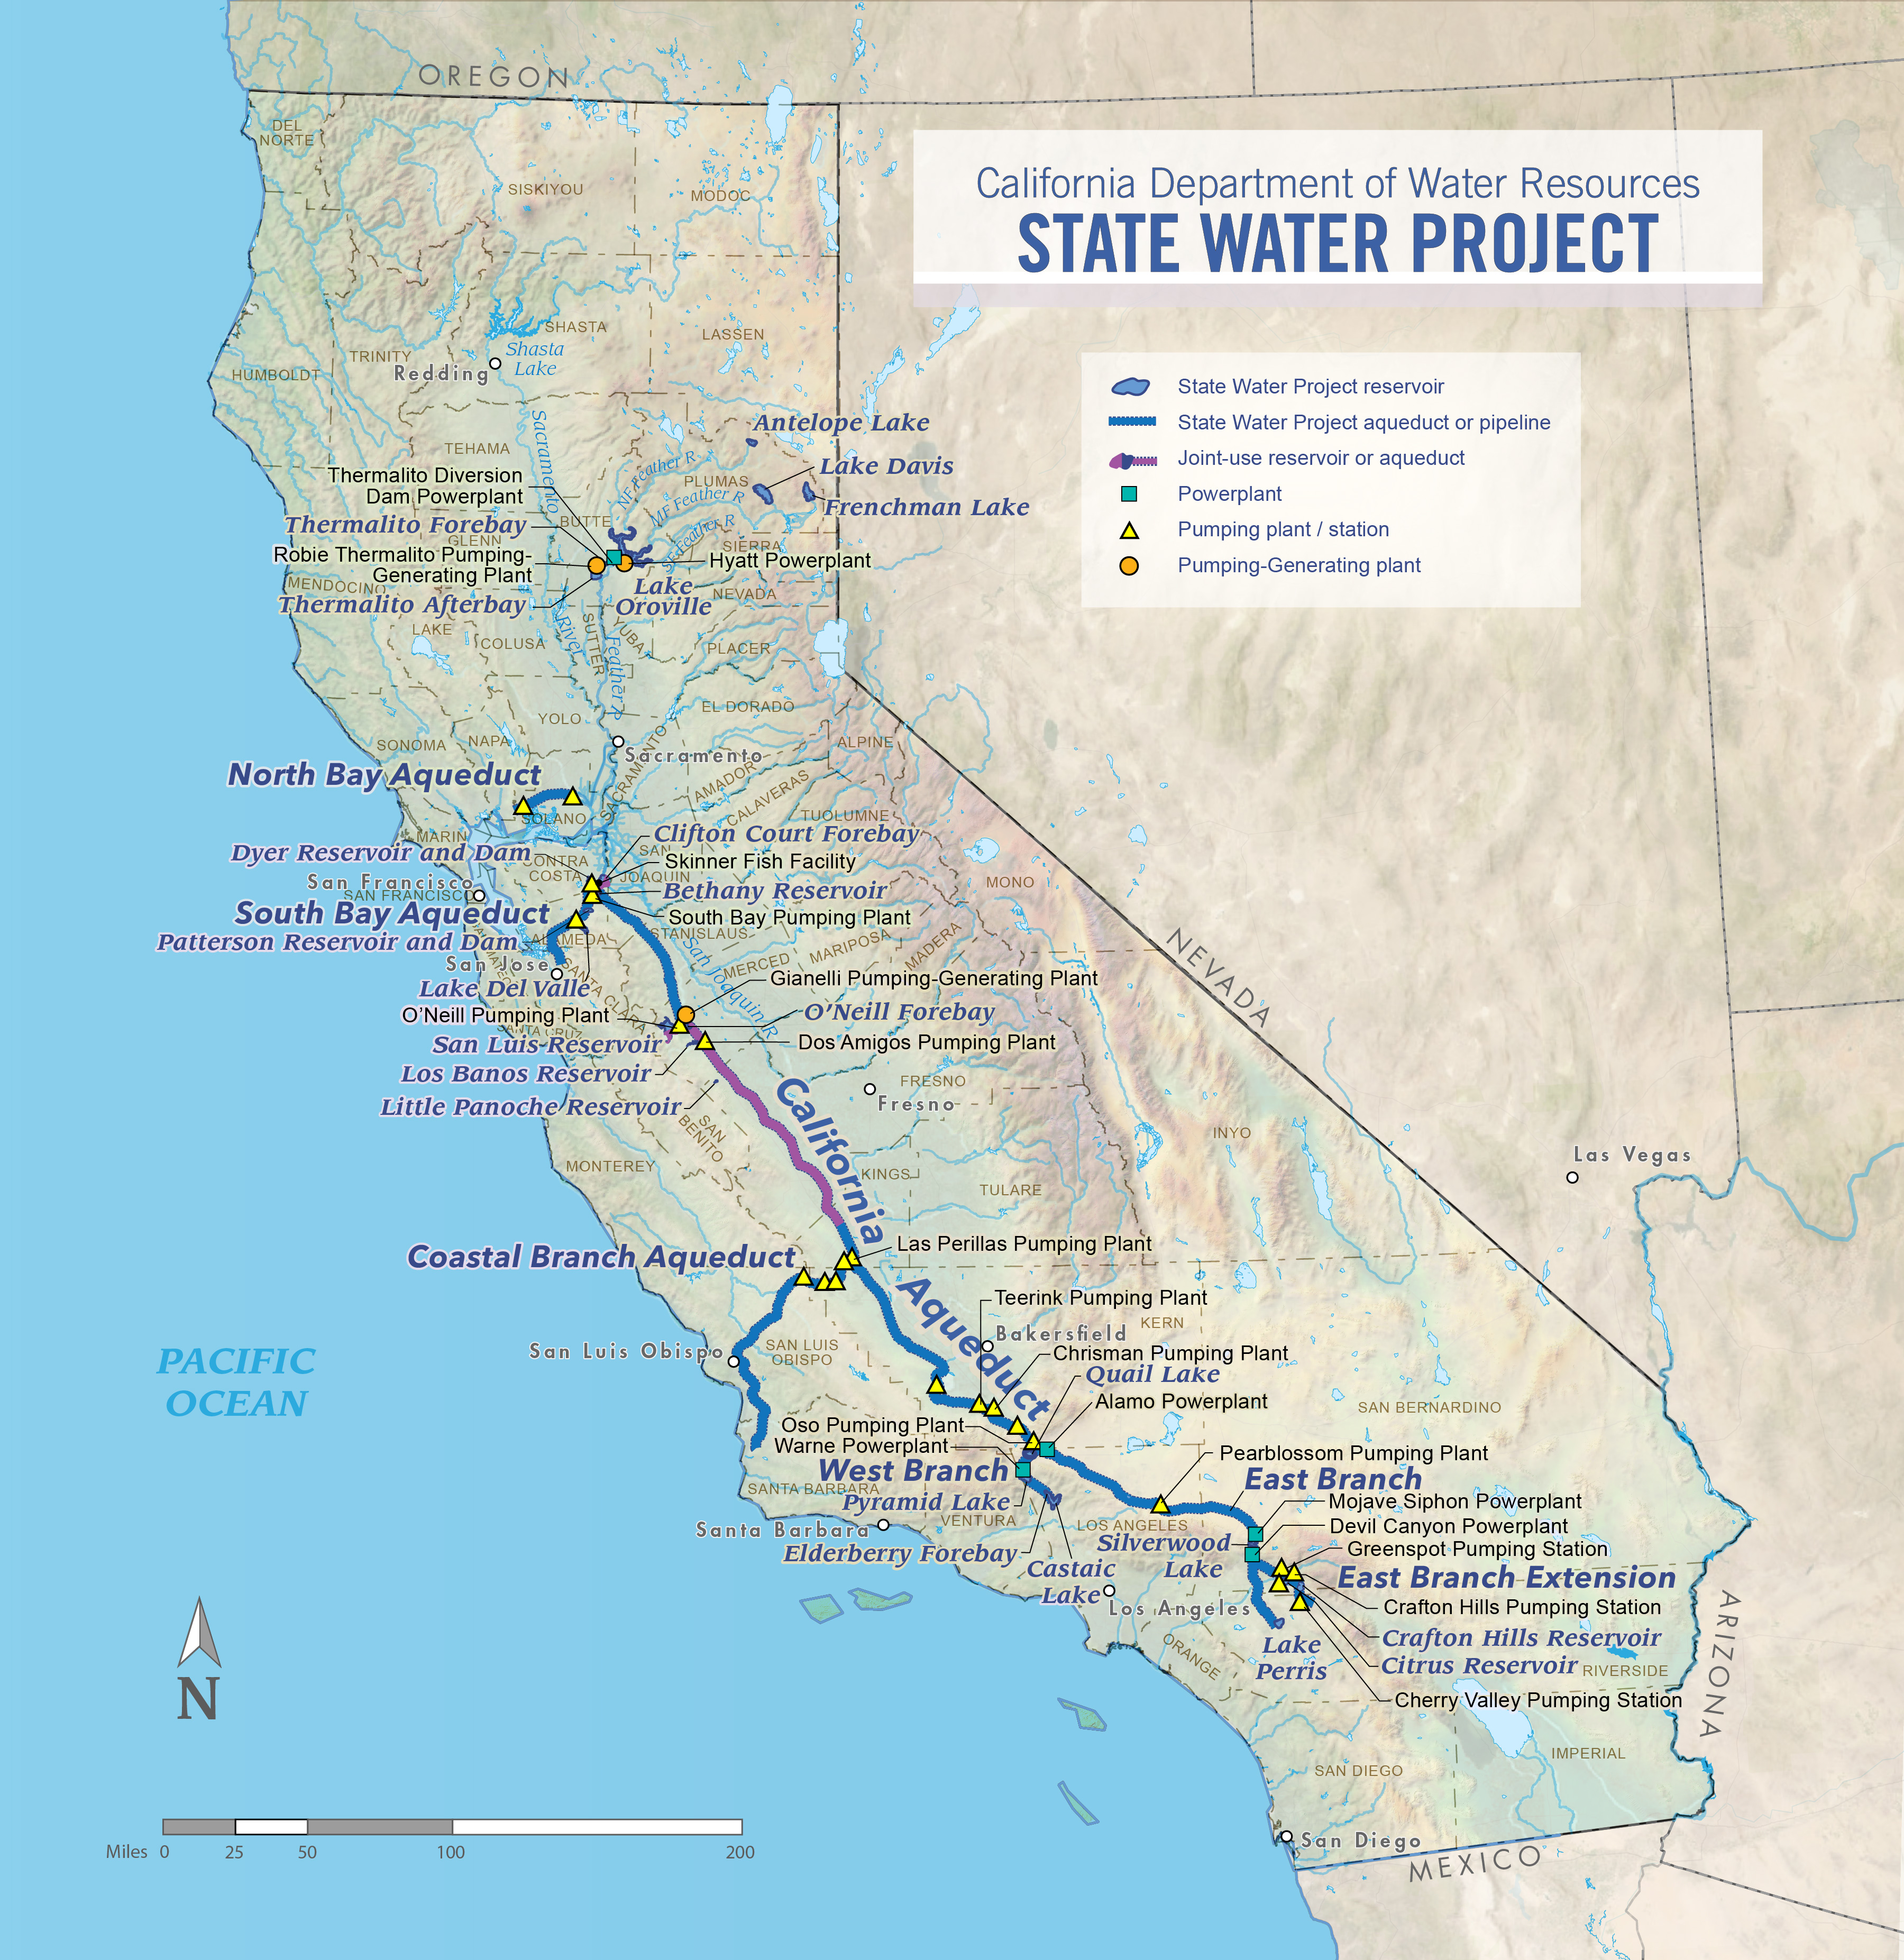 OREGON
California Department of Water Resources
STATE WATER PROJECT
State Water Project reservoir
State Water Project aqueduct or pipeline
Joint-use reservoir or aqueduct
Powerplant
Pumping plant / station
Pumping-Generating plant
DEL
NORTE
SISKIYOU
MODOC
SHASTA
LASSEN
Shasta
Lake
TRINITY
Redding
HUMBOLDT
Antelope Lake
Sacramento
TEHAMA
NF Feather R
Lake Davis
Thermalito Diversion
Dam Powerplant
PLUMAS
MF Feather R
Frenchman Lake
Thermalito Forebay
BUTTE
SF Feather R
GLENN
SIERRA
Robie Thermalito Pumping-
Generating Plant
Hyatt Powerplant
MENDOCINO
Lake
Oroville
NEVADA
Thermalito Afterbay
River
LAKE
COLUSA
SUTTER
YUBA
PLACER
Feather R
EL DORADO
YOLO
SONOMA
NAPA
ALPINE
Sacramento
SACRAMENTO
North Bay Aqueduct
AMADOR
CALAVERAS
SOLANO
TUOLUMNE
MARIN
Clifton Court Forebay
Dyer Reservoir and Dam
CONTRA
COSTA
SAN
JOAQUIN
Skinner Fish Facility
San Francisco
SAN FRANCISCO
Bethany Reservoir
MONO
South Bay Aqueduct
South Bay Pumping Plant
Patterson Reservoir and Dam
ALAMEDA
STANISLAUS
MARIPOSA
MADERA
NEVADA
San Jose
SAN MATEO
MERCED
San Joaquin R
Lake Del Valle
SANTA CLARA
Gianelli Pumping-Generating Plant
O'Neill Pumping Plant
O'Neill Forebay
SANTA CRUZ
San Luis Reservoir
Dos Amigos Pumping Plant
Los Banos Reservoir
FRESNO
Fresno
Little Panoche Reservoir
SAN
BENITO
California
INYO
Las Vegas
MONTEREY
KINGS
TULARE
Las Perillas Pumping Plant
Coastal Branch Aqueduct
Aqueduct
Teerink Pumping Plant
KERN
Bakersfield
SAN LUIS
OBISPO
San Luis Obispo
Chrisman Pumping Plant
PACIFIC
OCEAN
Quail Lake
Alamo Powerplant
SAN BERNARDINO
Oso Pumping Plant
Warne Powerplant
Pearblossom Pumping Plant
West Branch
East Branch
SANTA BARBARA
Pyramid Lake
Mojave Siphon Powerplant
VENTURA
LOS ANGELES
Devil Canyon Powerplant
Santa Barbara
Silverwood
Lake
Greenspot Pumping Station
Elderberry Forebay
Castaic
Lake
East Branch Extension
Los Angeles
Crafton Hills Pumping Station
ARIZONA
Lake
Perris
Crafton Hills Reservoir
ORANGE
Citrus Reservoir
RIVERSIDE
Cherry Valley Pumping Station
N
IMPERIAL
SAN DIEGO
San Diego
MEXICO
Miles 0 25 50 100 200